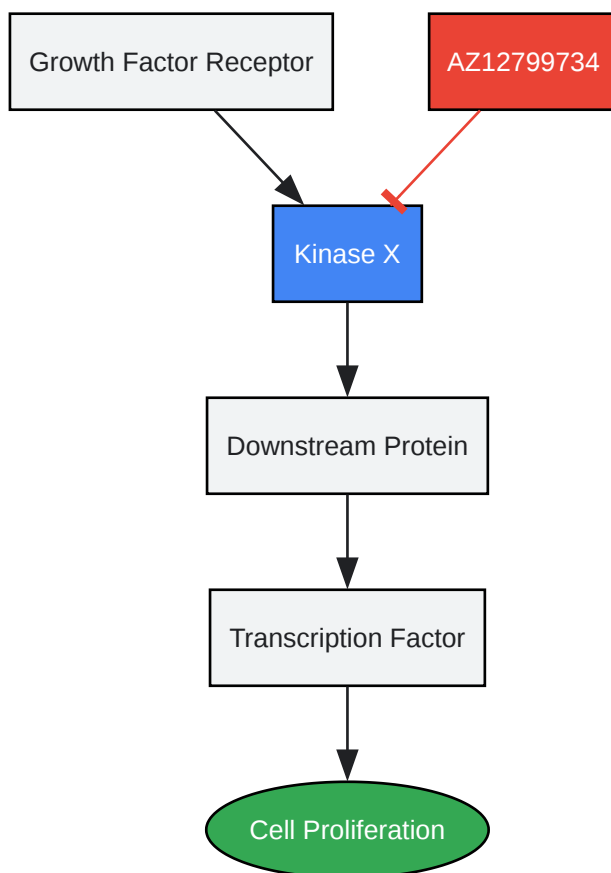 Growth Factor Receptor
AZ12799734
Kinase X
Downstream Protein
Transcription Factor
Cell Proliferation